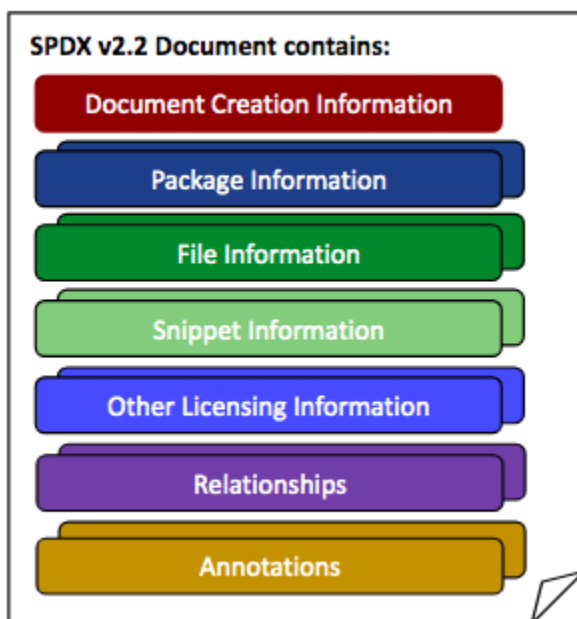 SPDX v2.2 Document contains:
Document Creation Information
Package Information
File Information
Snippet Information
Other Licensing Information
Relationships
Annotations